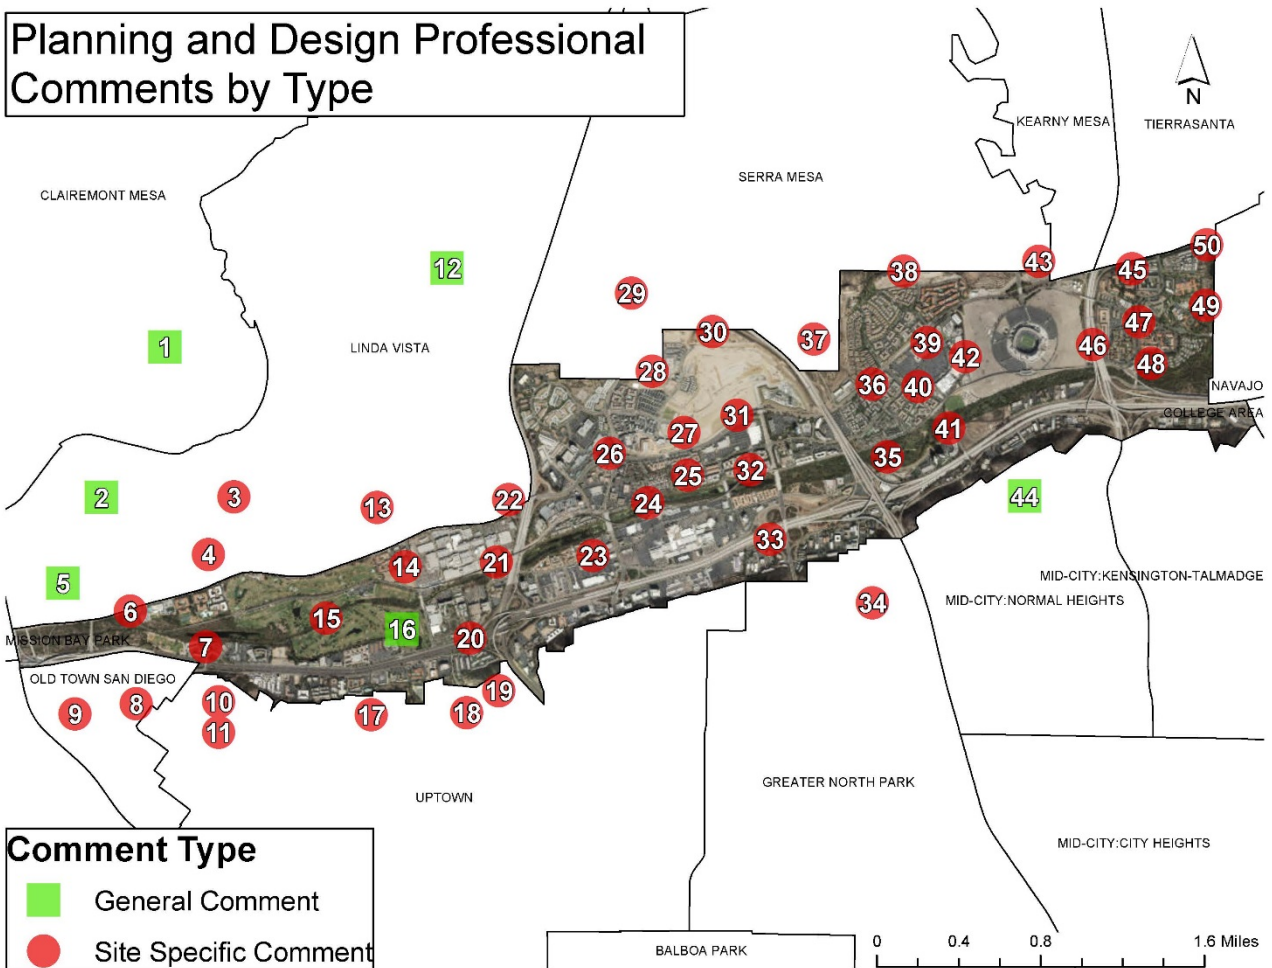 Planning and Design Professional
Comments by Type
N
KEARNY MESA
TIERRASANTA
SERRA MESA
CLAIREMONT MESA
50
43
12
38
45
29
49
47
30
37
1
LINDA VISTA
39
46
42
48
28
36
40
NAVAJO
31
COLLEGE AREA
41
27
26
35
32
25
2
3
44
22
24
13
33
4
23
21
14
MID-CITY:KENSINGTON-TALMADGE
5
MID-CITY:NORMAL HEIGHTS
34
6
15
16
20
MISSION BAY PARK
7
OLD TOWN SAN DIEGO
19
10
8
9
18
17
11
GREATER NORTH PARK
UPTOWN
MID-CITY:CITY HEIGHTS
Comment Type
General Comment
Site Specific Comment
BALBOA PARK
0 0.4 0.8 1.6 Miles